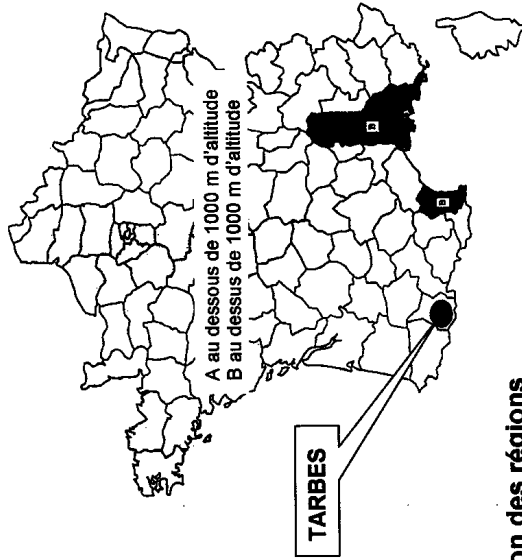 A au dessous de 1000 m d'altitude
B au dessus de 1000 m d'altitude
B
B
TARBES
on des régions